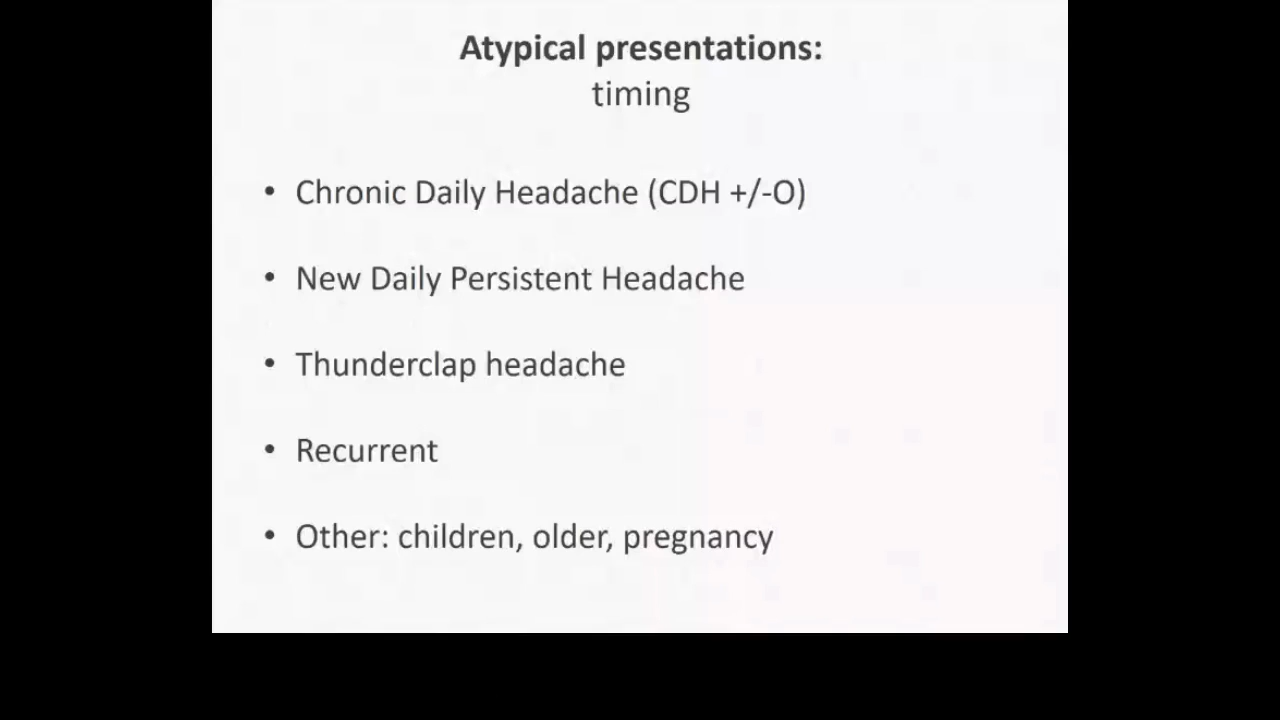 Atypical presentations:
timing
• Chronic Daily Headache (CDH +/-O)
• New Daily Persistent Headache
• Thunderclap headache
• Recurrent
• Other: children, older, pregnancy